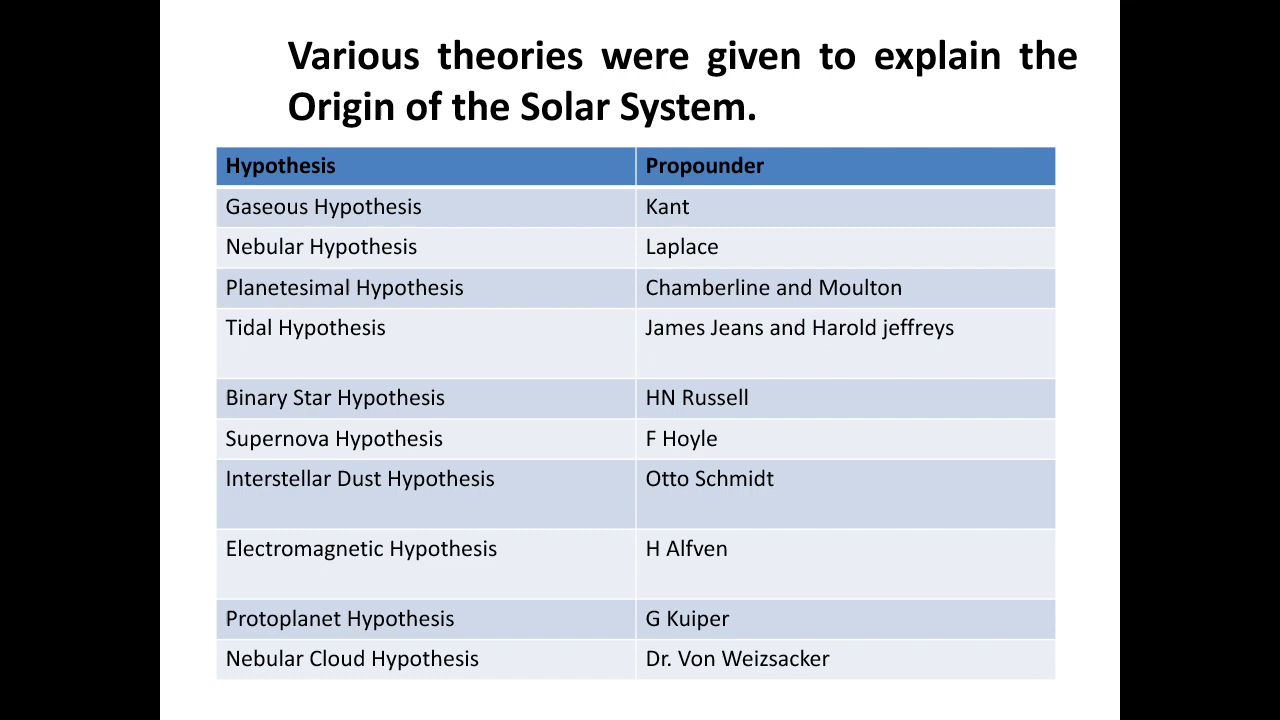 Various theories were given to explain the
Origin of the Solar System.
Hypothesis Propounder
Gaseous Hypothesis Kant
Nebular Hypothesis Laplace
Planetesimal Hypothesis Chamberline and Moulton
Tidal Hypothesis James Jeans and Harold jeffreys
Binary Star Hypothesis HN Russell
Supernova Hypothesis F Hoyle
Interstellar Dust Hypothesis Otto Schmidt
Electromagnetic Hypothesis H Alfven
Protoplanet Hypothesis G Kuiper
Nebular Cloud Hypothesis Dr. Von Weizsacker